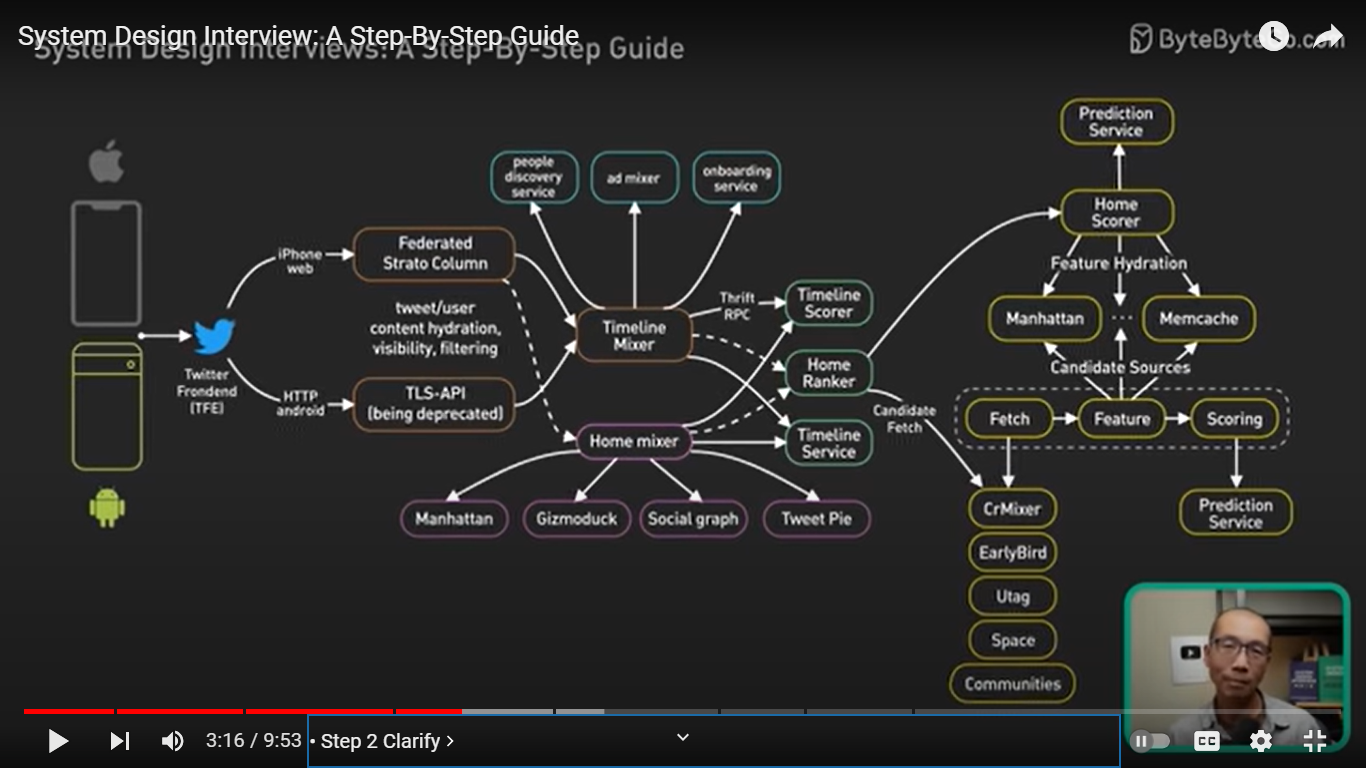 System Design Interview: A Step-By-Step Guide
System Design Interviews: A Step-By-Step Guide
ByteByteGo.com
Prediction
Service
people
discovery
service
ad mixer
onboarding
service
Home
Scorer
Federated
Strato Column
iPhone
web
Feature Hydration
Thrift
RPC
Timeline
Scorer
tweet/user
content hydration,
visibility, filtering
Timeline
Mixer
Manhattan
...
Memcache
Twitter
Frondend
(TFE)
Home
Ranker
Candidate Sources
HTTP
android
TLS-API
(being deprecated)
Candidate
Fetch
Fetch
Feature
Scoring
Home mixer
Timeline
Service
Manhattan
Gizmoduck
Social graph
Tweet Pie
CrMixer
Prediction
Service
EarlyBird
Utag
Space
Communities
3:16 / 9:53 • Step 2 Clarify ›
CC